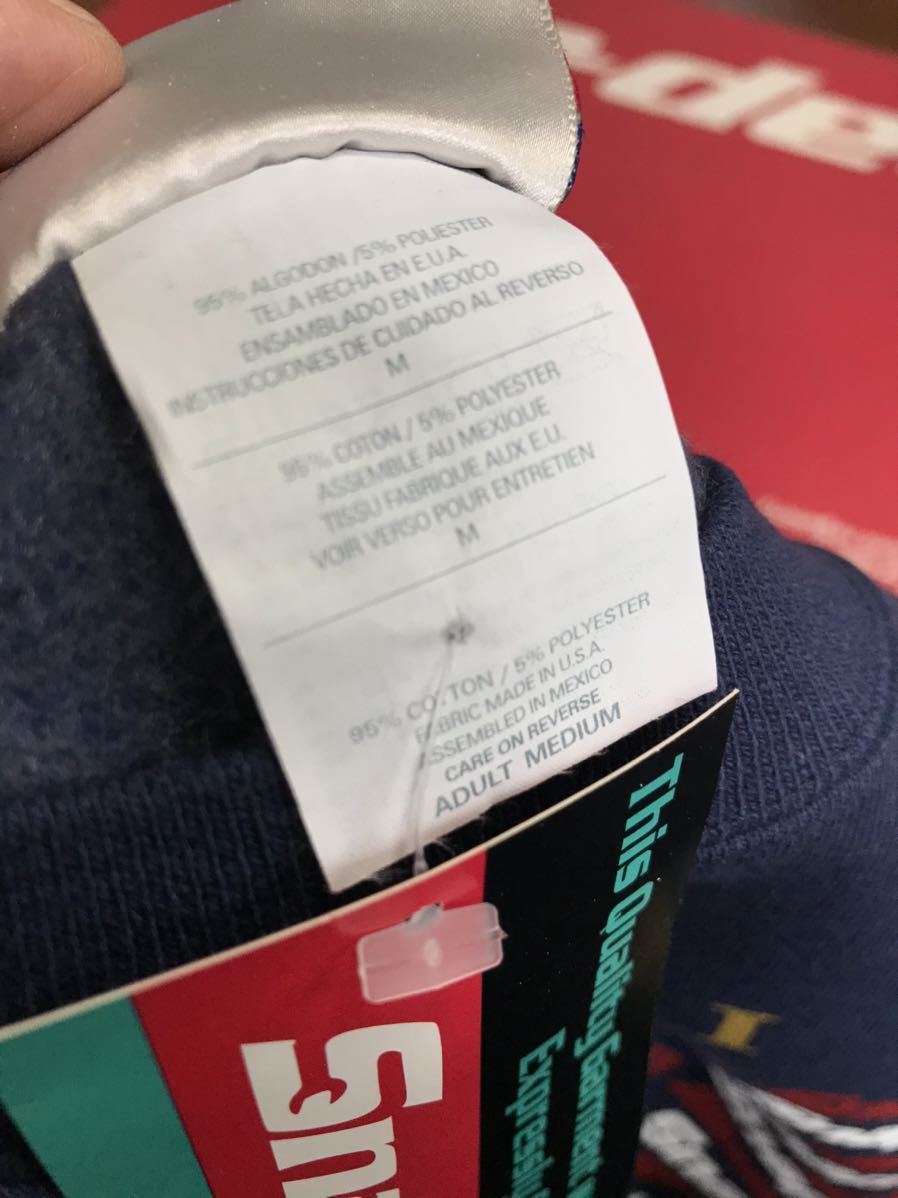 95% ALGODON / 5% POLIESTER
TELA HECHA EN E.U.A.
ENSAMBLADO EN MEXICO
INSTRUCCIONES DE CUIDADO AL REVERSO
M
95% COTON / 5% POLYESTER
ASSEMBLE AU MEXIQUE
TISSU FABRIQUE AUX E.U.
VOIR VERSO POUR ENTRETIEN
M
95% COTTON / 5% POLYESTER
FABRIC MADE IN U.S.A.
ASSEMBLED IN MEXICO
CARE ON REVERSE
ADULT MEDIUM
This Quality Garment
Expressl
Sna
I
-de